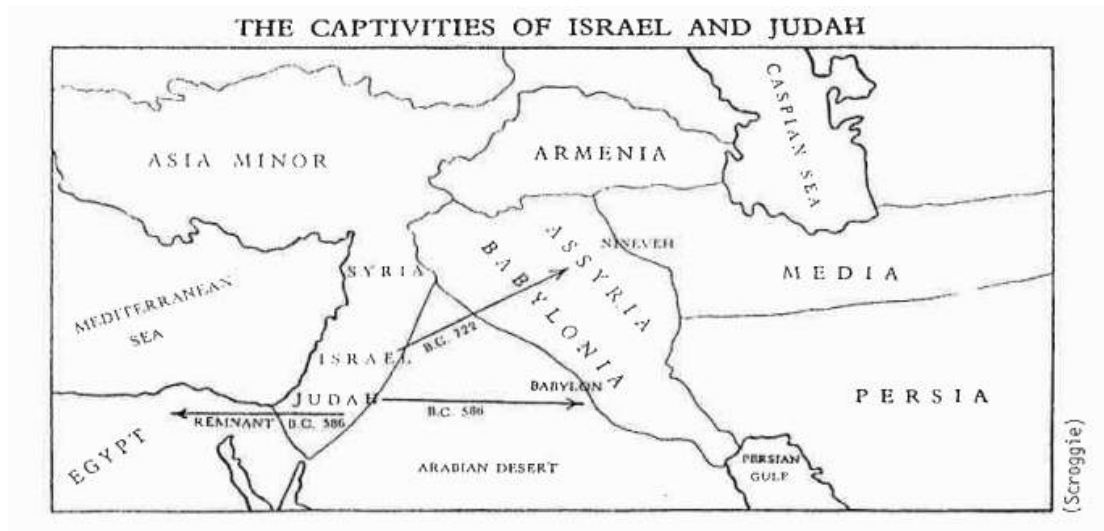 THE CAPTIVITIES OF ISRAEL AND JUDAH
CASPIAN SEA
ASIA MINOR
ARMENIA
ASSYRIA
NINEVEH
BABYLONIA
SYRIA
MEDIA
MEDITERRANEAN
SEA
B.C. 722
ISRAEL
BABYLON
JUDAH
PERSIA
B.C. 586
REMNANT B.C. 586
EGYPT
ARABIAN DESERT
PERSIAN
GULF
(Scroggie)